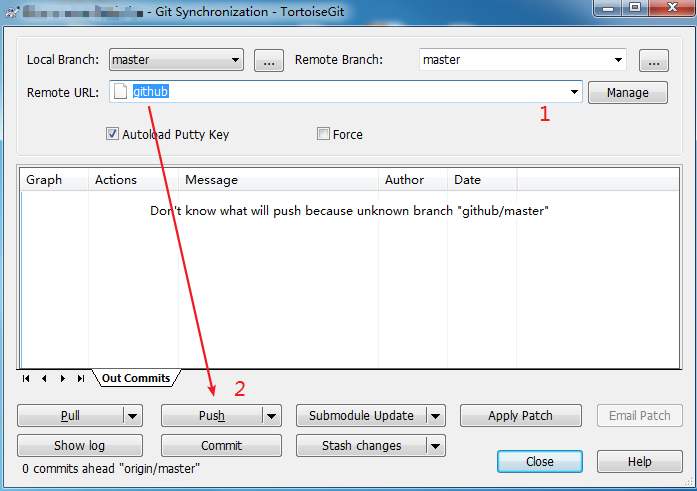 - Git Synchronization - TortoiseGit
Local Branch: master ... Remote Branch: master ...
Remote URL: github Manage
1
Autoload Putty Key Force
Graph Actions Message Author Date
Don't know what will push because unknown branch "github/master"
Out Commits
2
Pull Push Submodule Update Apply Patch Email Patch
Show log Commit Stash changes
0 commits ahead "origin/master"
Close Help